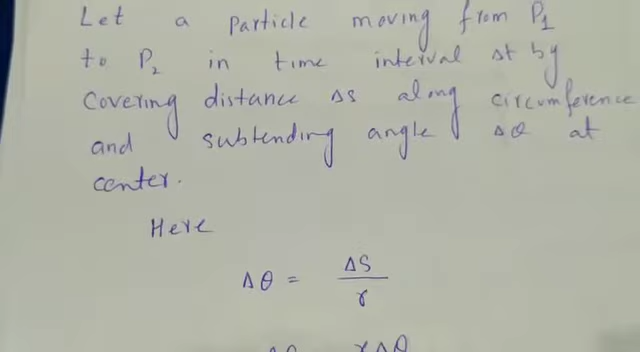 Let a particle moving from P₁
to P₂ in time interval Δt by
covering distance Δs along circumference
and subtending angle Δθ at
center.
Here
Δθ = ΔS/r
rΔθ